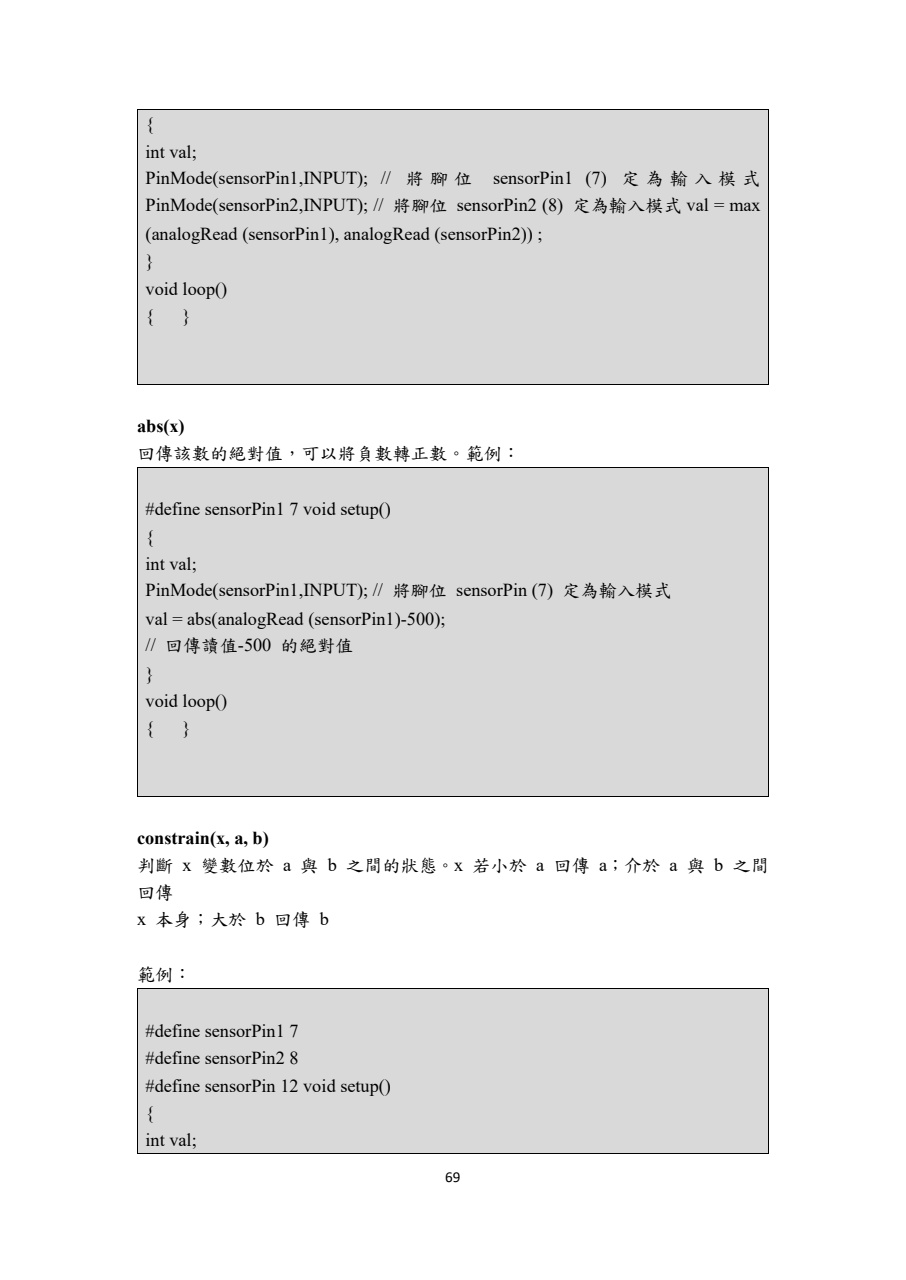 {
int val;
PinMode(sensorPin1,INPUT); // 將腳位 sensorPin1 (7) 定為輸入模式
PinMode(sensorPin2,INPUT); // 將腳位 sensorPin2 (8) 定為輸入模式 val = max
(analogRead (sensorPin1), analogRead (sensorPin2)) ;
}
void loop()
{ }
abs(x)
回傳該數的絕對值，可以將負數轉正數。範例：
#define sensorPin1 7 void setup()
{
int val;
PinMode(sensorPin1,INPUT); // 將腳位 sensorPin (7) 定為輸入模式
val = abs(analogRead (sensorPin1)-500);
// 回傳讀值-500 的絕對值
}
void loop()
{ }
constrain(x, a, b)
判斷 x 變數位於 a 與 b 之間的狀態。x 若小於 a 回傳 a；介於 a 與 b 之間
回傳
x 本身；大於 b 回傳 b
範例：
#define sensorPin1 7
#define sensorPin2 8
#define sensorPin 12 void setup()
{
int val;
69